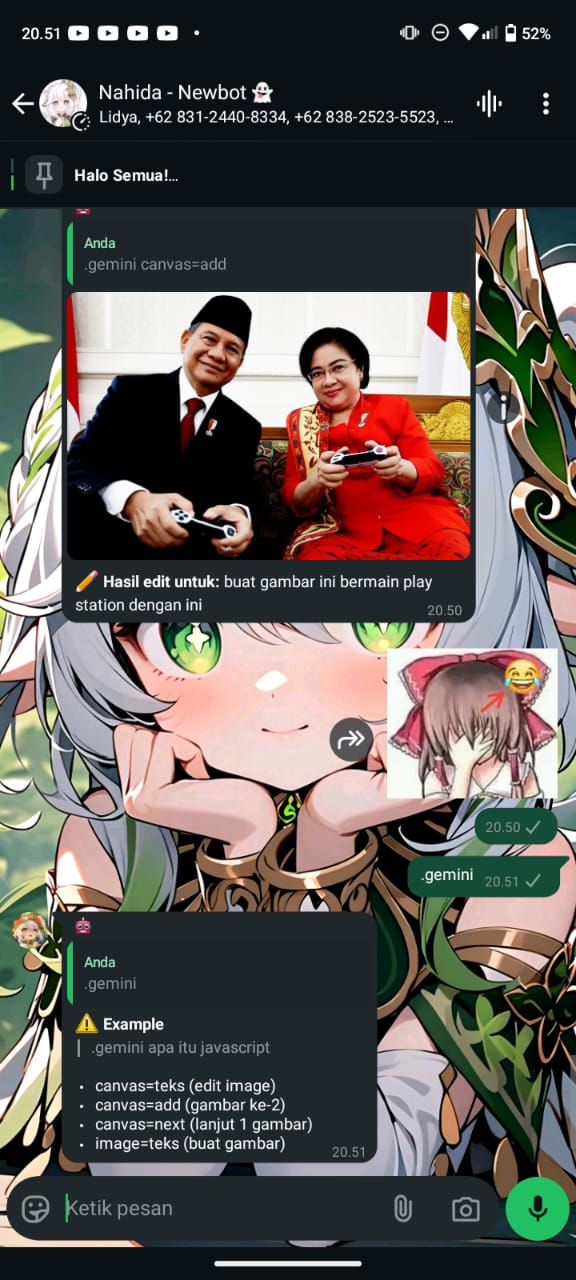 20.51
52%
Nahida - Newbot 👻
Lidya, +62 831-2440-8334, +62 838-2523-5523, ...
Halo Semua!...
Anda
.gemini canvas=add
✏️ Hasil edit untuk: buat gambar ini bermain play
station dengan ini
20.50
20.50
.gemini
20.51
Anda
.gemini
⚠️ Example
.gemini apa itu javascript
• canvas=teks (edit image)
• canvas=add (gambar ke-2)
• canvas=next (lanjut 1 gambar)
• image=teks (buat gambar)
20.51
Ketik pesan